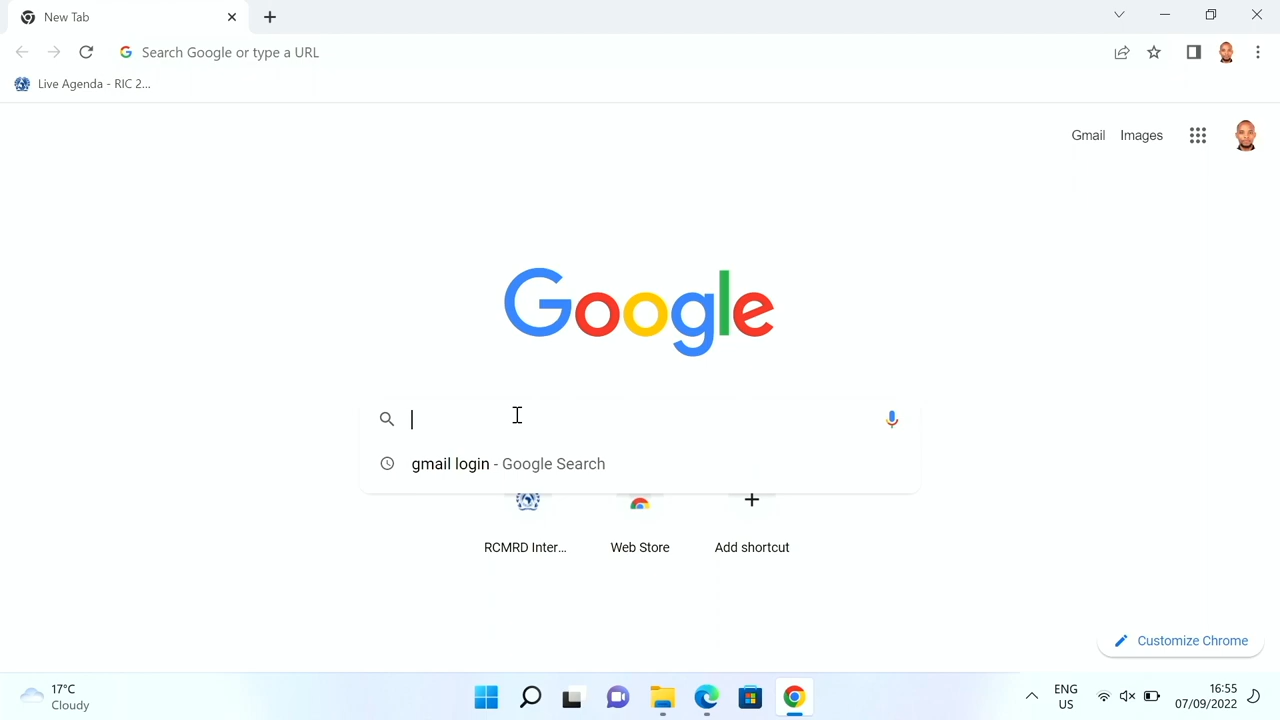 New Tab
Search Google or type a URL
Live Agenda - RIC 2...
Gmail Images
Google
gmail login - Google Search
RCMRD Inter... Web Store Add shortcut
Customize Chrome
17°C
Cloudy
ENG
US
16:55
07/09/2022